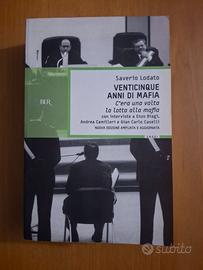 Saverio Lodato
VENTICINQUE
ANNI DI MAFIA
C'era una volta
la lotta alla mafia
con interviste a Enzo Biagi,
Andrea Camilleri e Gian Carlo Caselli
NUOVA EDIZIONE AMPLIATA E AGGIORNATA
BUR
subito